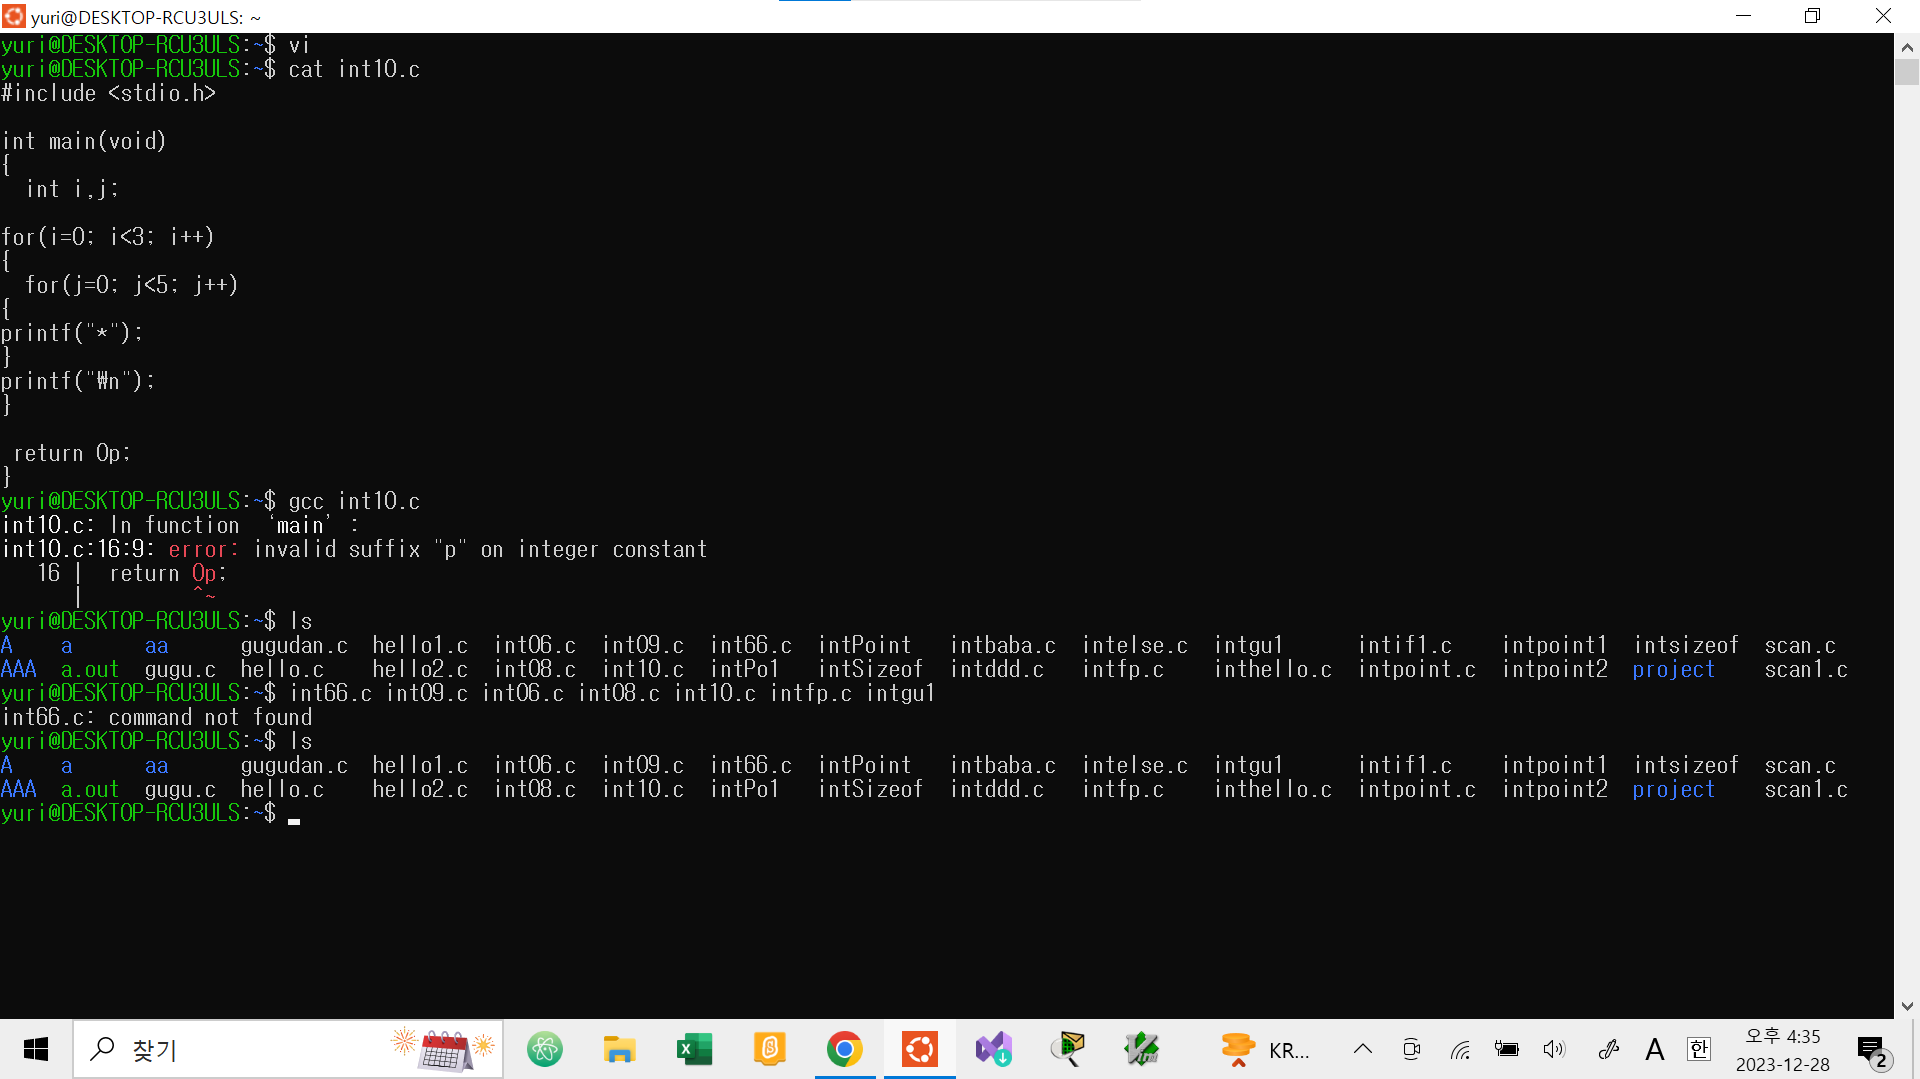 yuri@DESKTOP-RCU3ULS: ~
yuri@DESKTOP-RCU3ULS:~$ vi
yuri@DESKTOP-RCU3ULS:~$ cat int10.c
#include <stdio.h>
int main(void)
{
int i,j;
for(i=0; i<3; i++)
{
for(j=0; j<5; j++)
{
printf("*");
}
printf("₩n");
}
return 0p;
}
yuri@DESKTOP-RCU3ULS:~$ gcc int10.c
int10.c: In function ‘main’:
int10.c:16:9: error: invalid suffix "p" on integer constant
16 | return 0p;
| ^~
yuri@DESKTOP-RCU3ULS:~$ ls
A a aa gugudan.c hello1.c int06.c int09.c int66.c intPoint intbaba.c intelse.c intgu1 intif1.c intpoint1 intsizeof scan.c
AAA a.out gugu.c hello.c hello2.c int08.c int10.c intPo1 intSizeof intddd.c intfp.c inthello.c intpoint.c intpoint2 project scan1.c
yuri@DESKTOP-RCU3ULS:~$ int66.c int09.c int06.c int08.c int10.c intfp.c intgu1
int66.c: command not found
yuri@DESKTOP-RCU3ULS:~$ ls
A a aa gugudan.c hello1.c int06.c int09.c int66.c intPoint intbaba.c intelse.c intgu1 intif1.c intpoint1 intsizeof scan.c
AAA a.out gugu.c hello.c hello2.c int08.c int10.c intPo1 intSizeof intddd.c intfp.c inthello.c intpoint.c intpoint2 project scan1.c
yuri@DESKTOP-RCU3ULS:~$
찾기
KR...
A
한
오후 4:35
2023-12-28
2